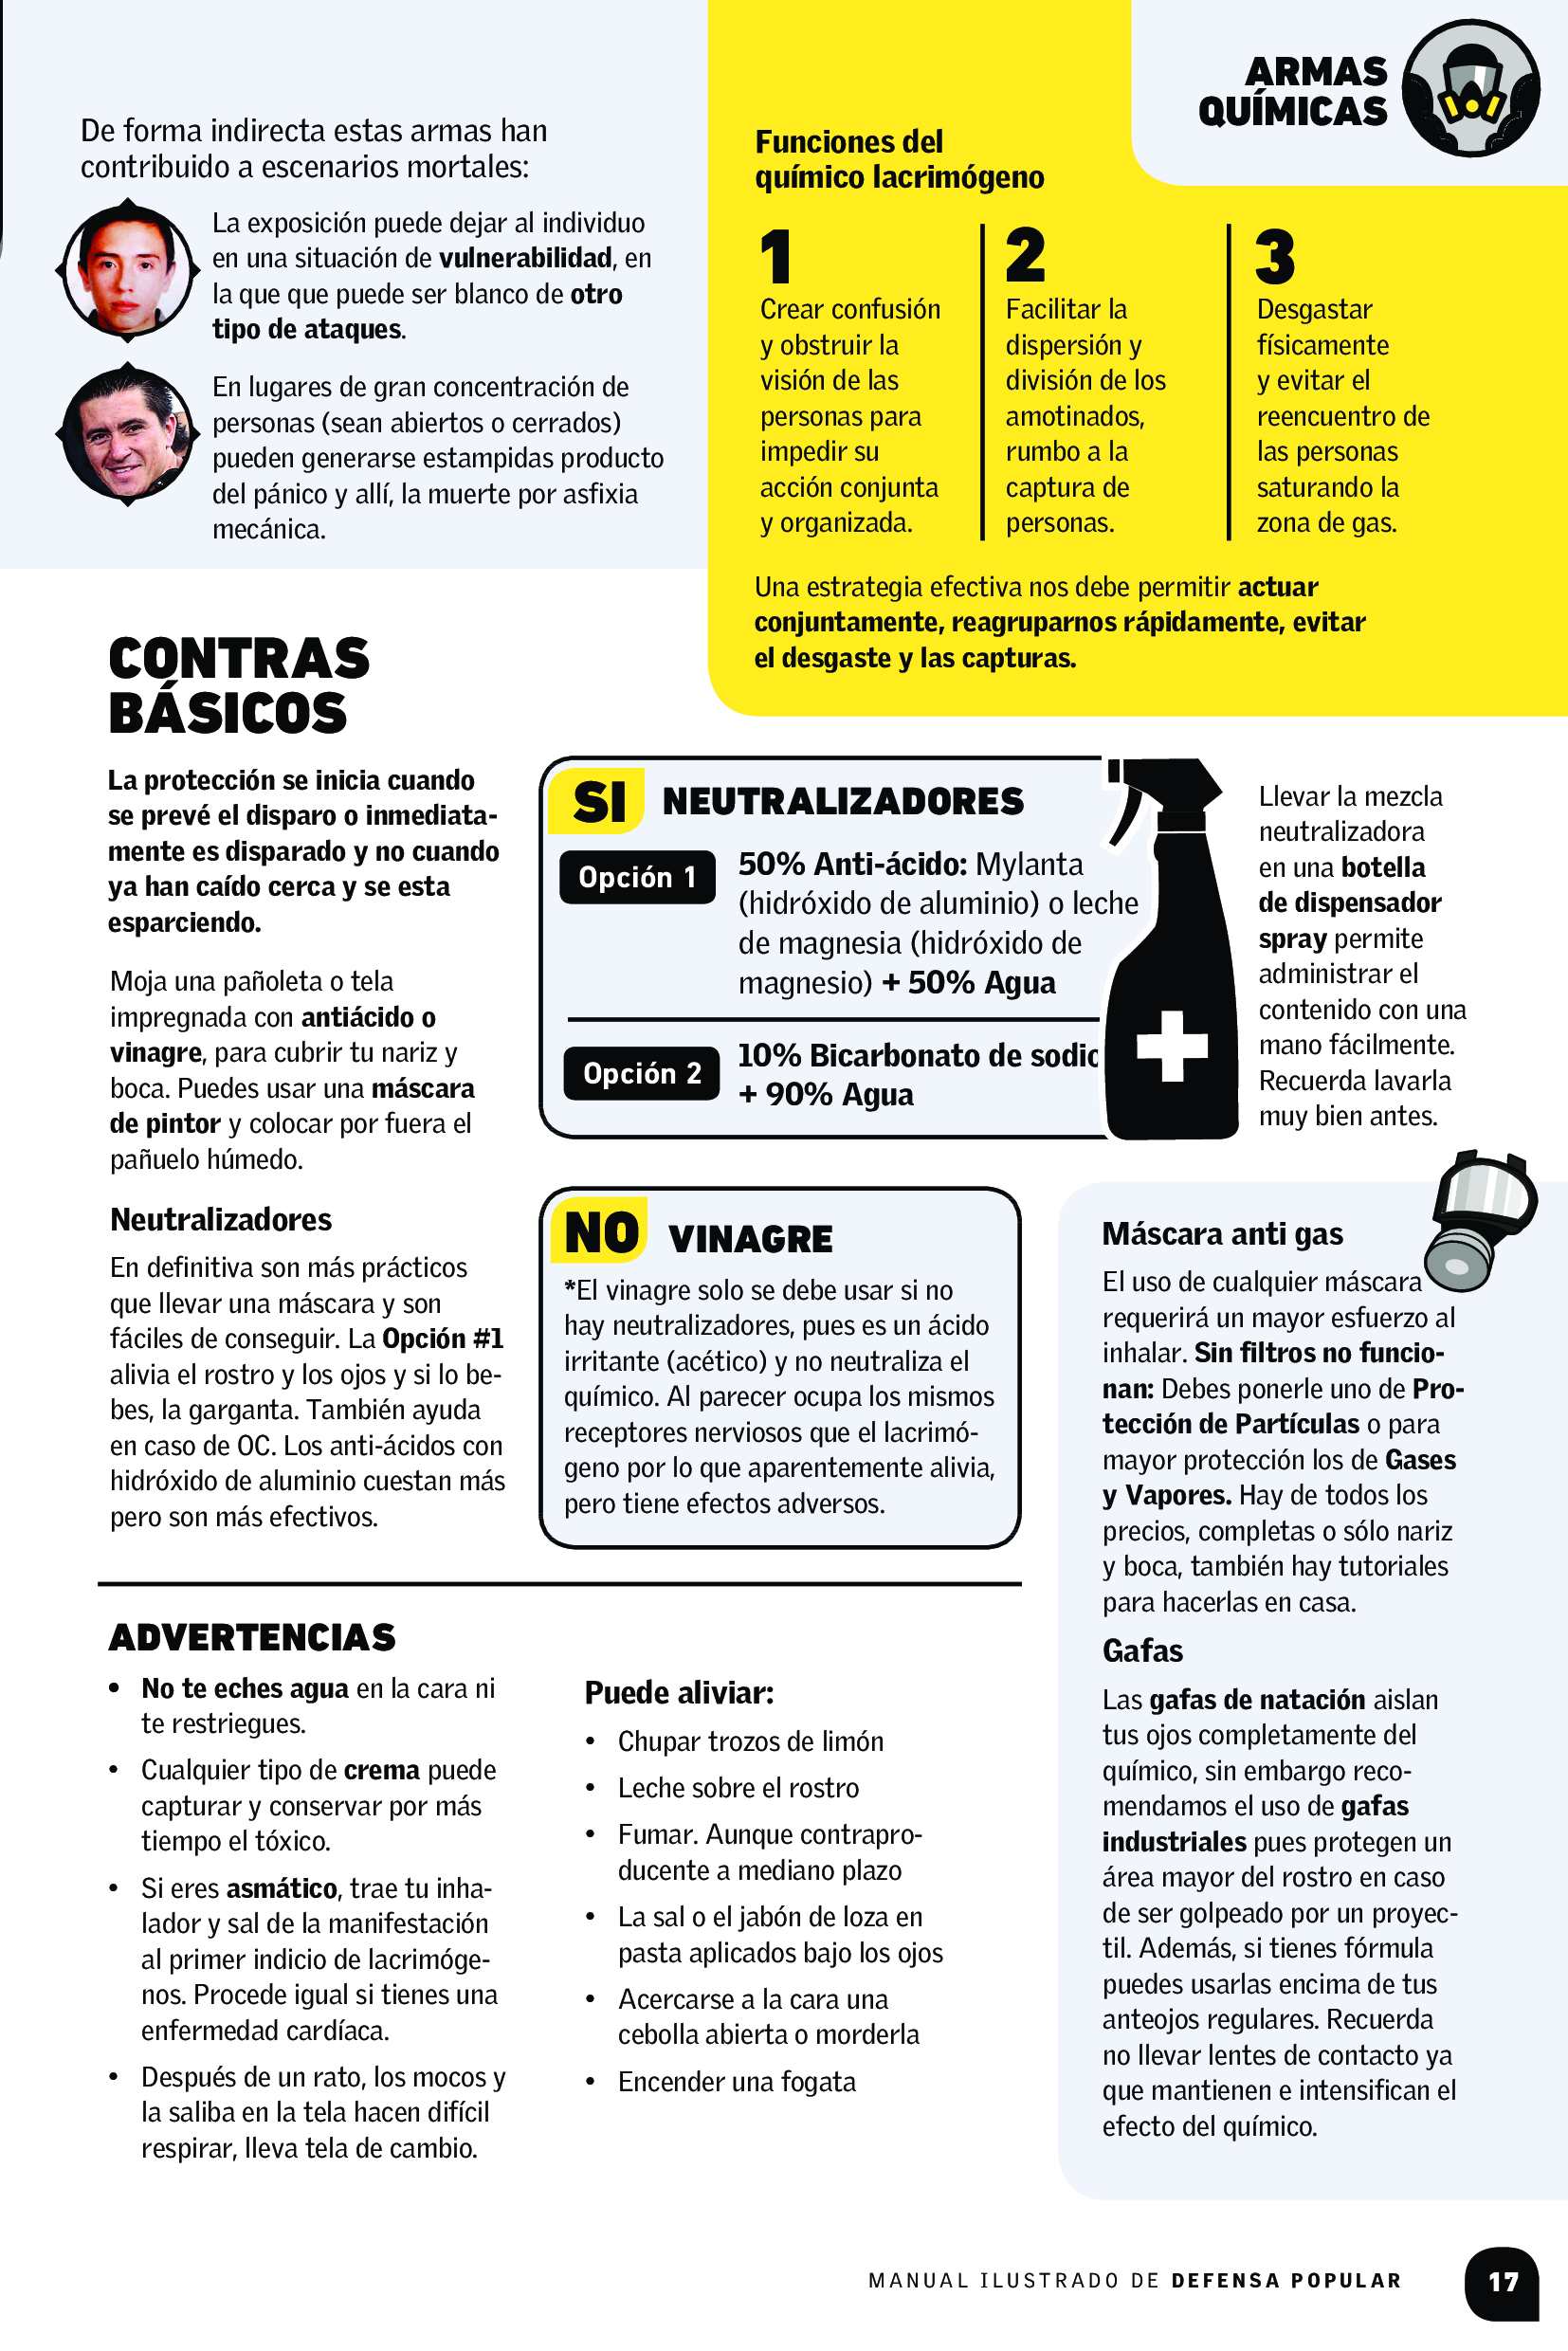 ARMAS
QUÍMICAS
De forma indirecta estas armas han
contribuido a escenarios mortales:
La exposición puede dejar al individuo
en una situación de vulnerabilidad, en
la que que puede ser blanco de otro
tipo de ataques.
En lugares de gran concentración de
personas (sean abiertos o cerrados)
pueden generarse estampidas producto
del pánico y allí, la muerte por asfixia
mecánica.
Funciones del
químico lacrimógeno
1
Crear confusión
y obstruir la
visión de las
personas para
impedir su
acción conjunta
y organizada.
2
Facilitar la
dispersión y
división de los
amotinados,
rumbo a la
captura de
personas.
3
Desgastar
físicamente
y evitar el
reencuentro de
las personas
saturando la
zona de gas.
Una estrategia efectiva nos debe permitir actuar
conjuntamente, reagruparnos rápidamente, evitar
el desgaste y las capturas.
CONTRAS
BÁSICOS
La protección se inicia cuando
se prevé el disparo o inmediata-
mente es disparado y no cuando
ya han caído cerca y se esta
esparciendo.
Moja una pañoleta o tela
impregnada con antiácido o
vinagre, para cubrir tu nariz y
boca. Puedes usar una máscara
de pintor y colocar por fuera el
pañuelo húmedo.
Neutralizadores
En definitiva son más prácticos
que llevar una máscara y son
fáciles de conseguir. La Opción #1
alivia el rostro y los ojos y si lo be-
bes, la garganta. También ayuda
en caso de OC. Los anti-ácidos con
hidróxido de aluminio cuestan más
pero son más efectivos.
SI NEUTRALIZADORES
Opción 1
50% Anti-ácido: Mylanta
(hidróxido de aluminio) o leche
de magnesia (hidróxido de
magnesio) + 50% Agua
Opción 2
10% Bicarbonato de sodio
+ 90% Agua
Llevar la mezcla
neutralizadora
en una botella
de dispensador
spray permite
administrar el
contenido con una
mano fácilmente.
Recuerda lavarla
muy bien antes.
NO VINAGRE
*El vinagre solo se debe usar si no
hay neutralizadores, pues es un ácido
irritante (acético) y no neutraliza el
químico. Al parecer ocupa los mismos
receptores nerviosos que el lacrimó-
geno por lo que aparentemente alivia,
pero tiene efectos adversos.
Máscara anti gas
El uso de cualquier máscara
requerirá un mayor esfuerzo al
inhalar. Sin filtros no funcio-
nan: Debes ponerle uno de Pro-
tección de Partículas o para
mayor protección los de Gases
y Vapores. Hay de todos los
precios, completas o sólo nariz
y boca, también hay tutoriales
para hacerlas en casa.
Gafas
Las gafas de natación aislan
tus ojos completamente del
químico, sin embargo reco-
mendamos el uso de gafas
industriales pues protegen un
área mayor del rostro en caso
de ser golpeado por un proyec-
til. Además, si tienes fórmula
puedes usarlas encima de tus
anteojos regulares. Recuerda
no llevar lentes de contacto ya
que mantienen e intensifican el
efecto del químico.
ADVERTENCIAS
• No te eches agua en la cara ni
te restriegues.
• Cualquier tipo de crema puede
capturar y conservar por más
tiempo el tóxico.
• Si eres asmático, trae tu inha-
lador y sal de la manifestación
al primer indicio de lacrimóge-
nos. Procede igual si tienes una
enfermedad cardíaca.
• Después de un rato, los mocos y
la saliba en la tela hacen difícil
respirar, lleva tela de cambio.
Puede aliviar:
• Chupar trozos de limón
• Leche sobre el rostro
• Fumar. Aunque contrapro-
ducente a mediano plazo
• La sal o el jabón de loza en
pasta aplicados bajo los ojos
• Acercarse a la cara una
cebolla abierta o morderla
• Encender una fogata
MANUAL ILUSTRADO DE DEFENSA POPULAR
17